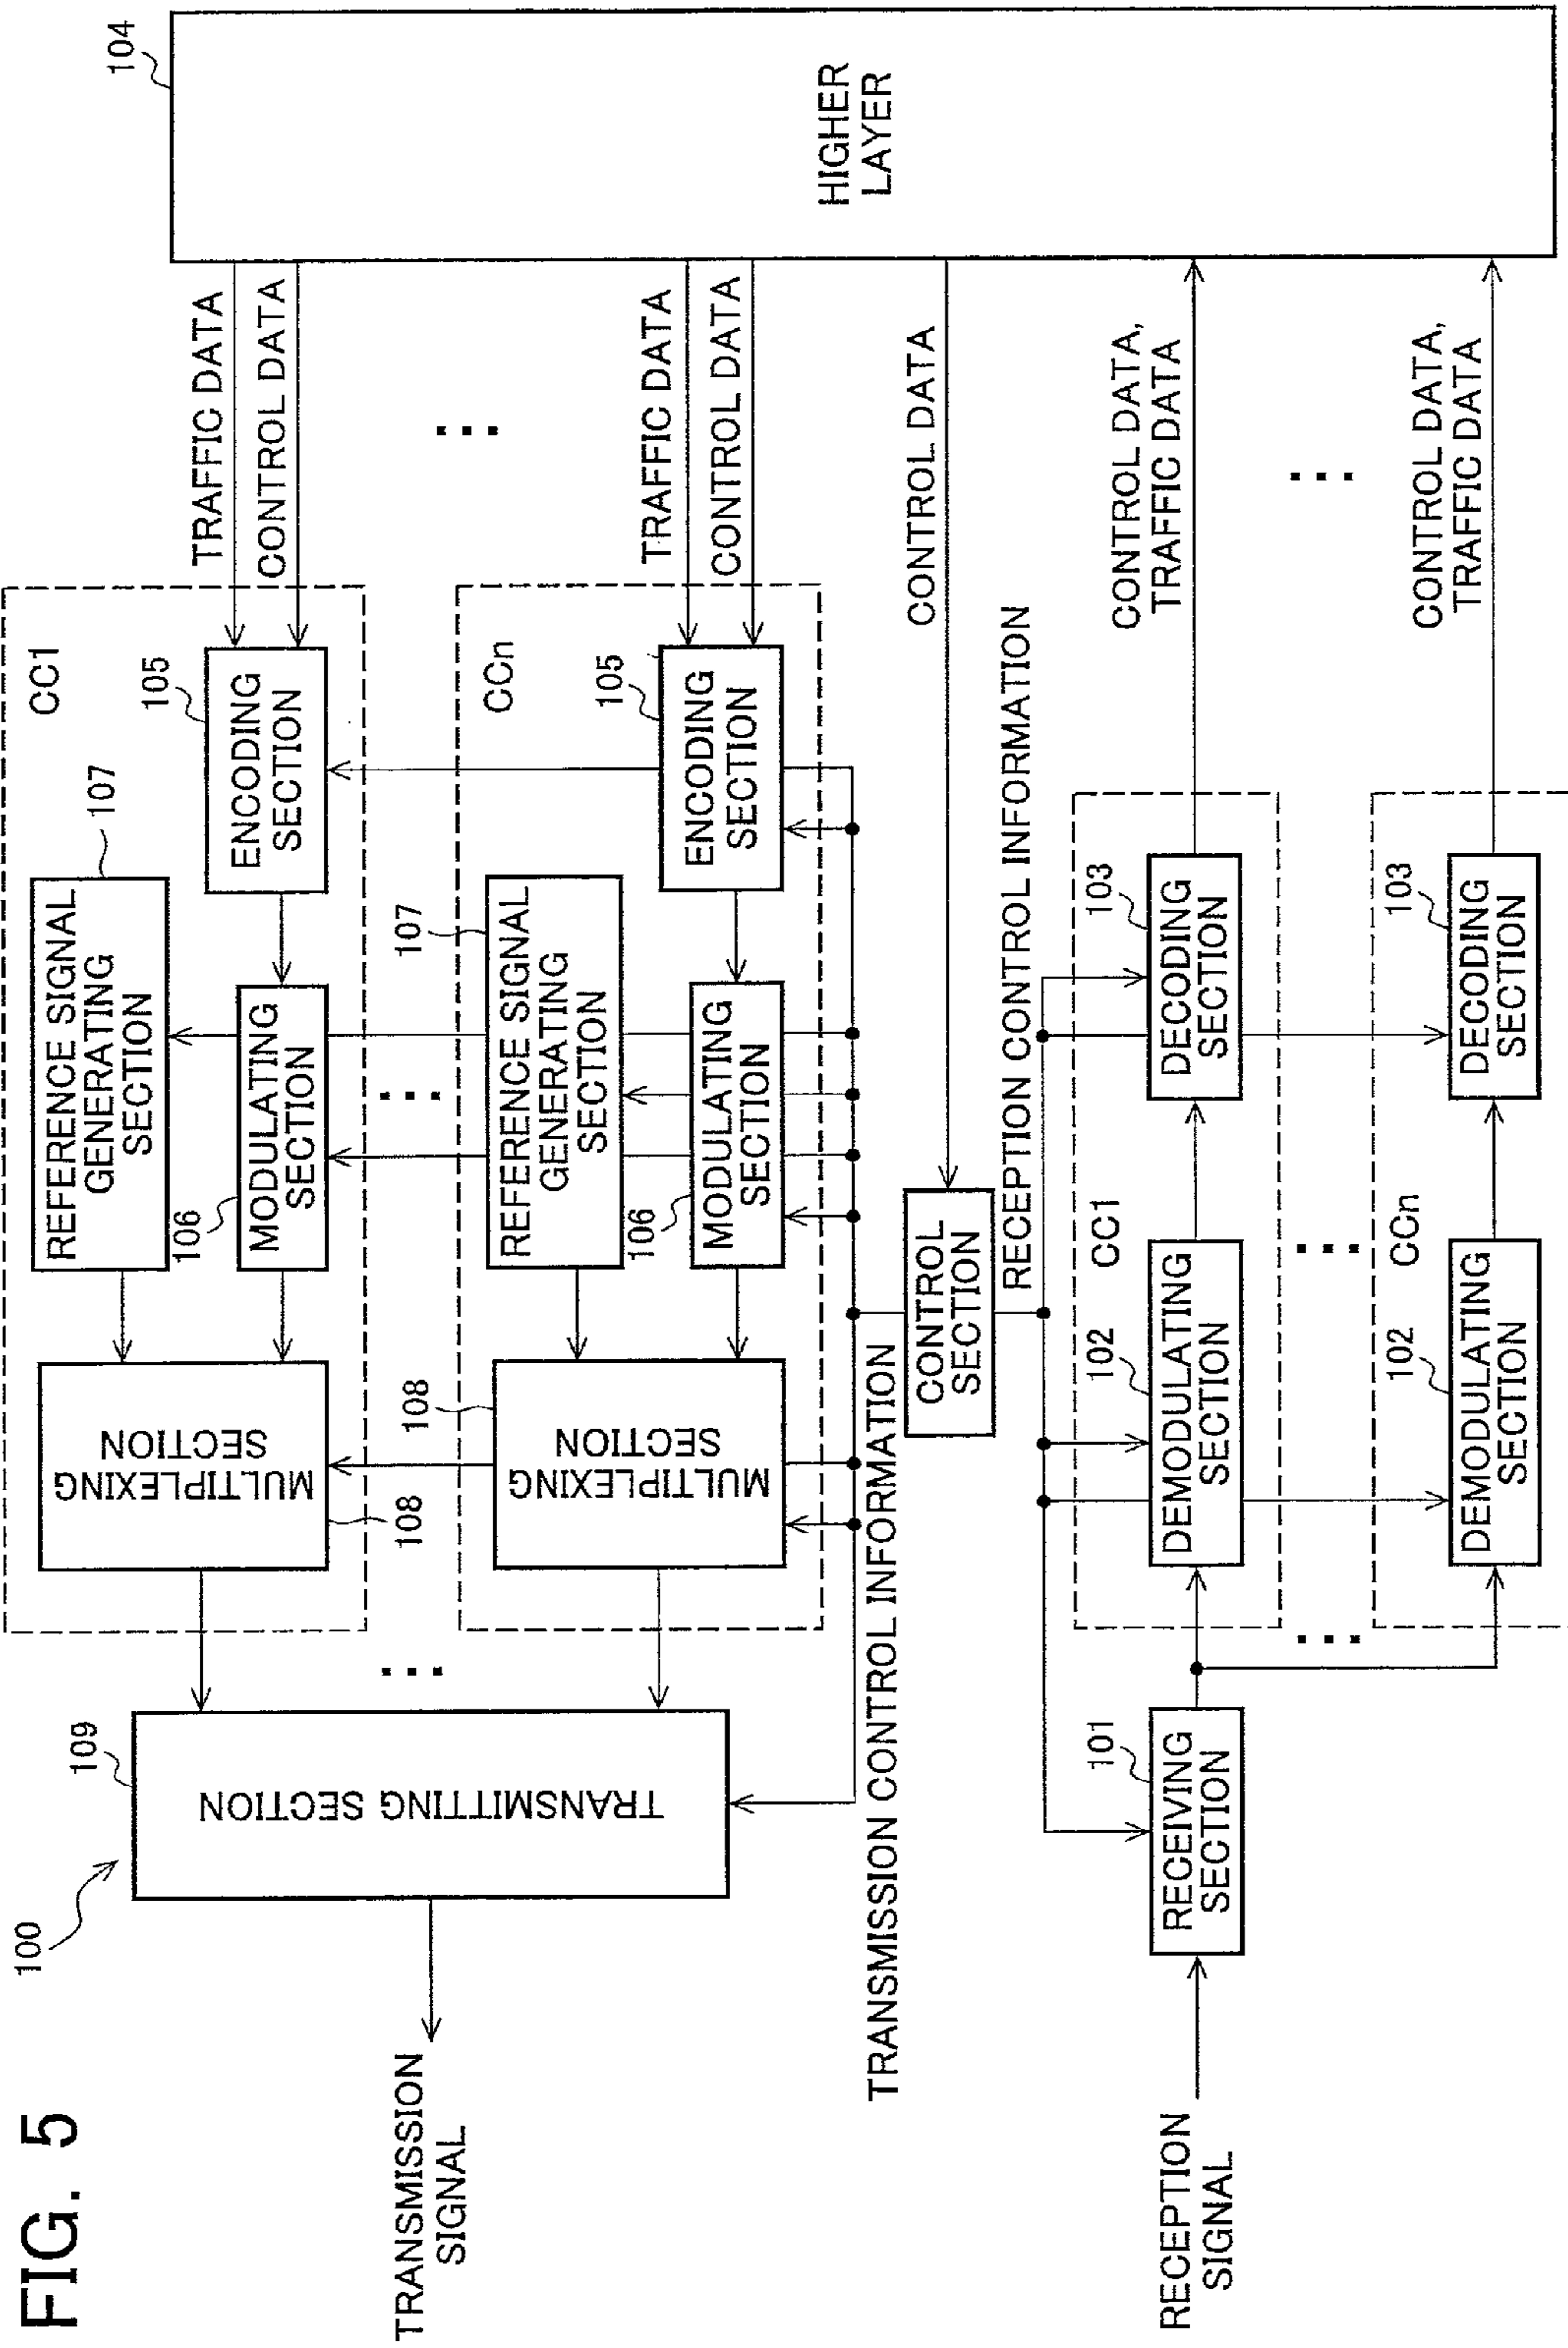 FIG. 5
100
109
TRANSMITTING SECTION
TRANSMISSION
SIGNAL
CC1
REFERENCE SIGNAL
GENERATING
SECTION
107
MULTIPLEXING
SECTION
108
106
MODULATING
SECTION
105
ENCODING
SECTION
TRAFFIC DATA
CONTROL DATA
104
HIGHER
LAYER
...
...
...
CCn
REFERENCE SIGNAL
GENERATING
SECTION
107
MULTIPLEXING
SECTION
108
106
MODULATING
SECTION
105
ENCODING
SECTION
TRAFFIC DATA
CONTROL DATA
TRANSMISSION CONTROL INFORMATION
CONTROL
SECTION
CONTROL DATA
RECEPTION CONTROL INFORMATION
RECEPTION
SIGNAL
101
RECEIVING
SECTION
CC1
102
DEMODULATING
SECTION
103
DECODING
SECTION
CONTROL DATA,
TRAFFIC DATA
...
...
...
CCn
102
DEMODULATING
SECTION
103
DECODING
SECTION
CONTROL DATA,
TRAFFIC DATA